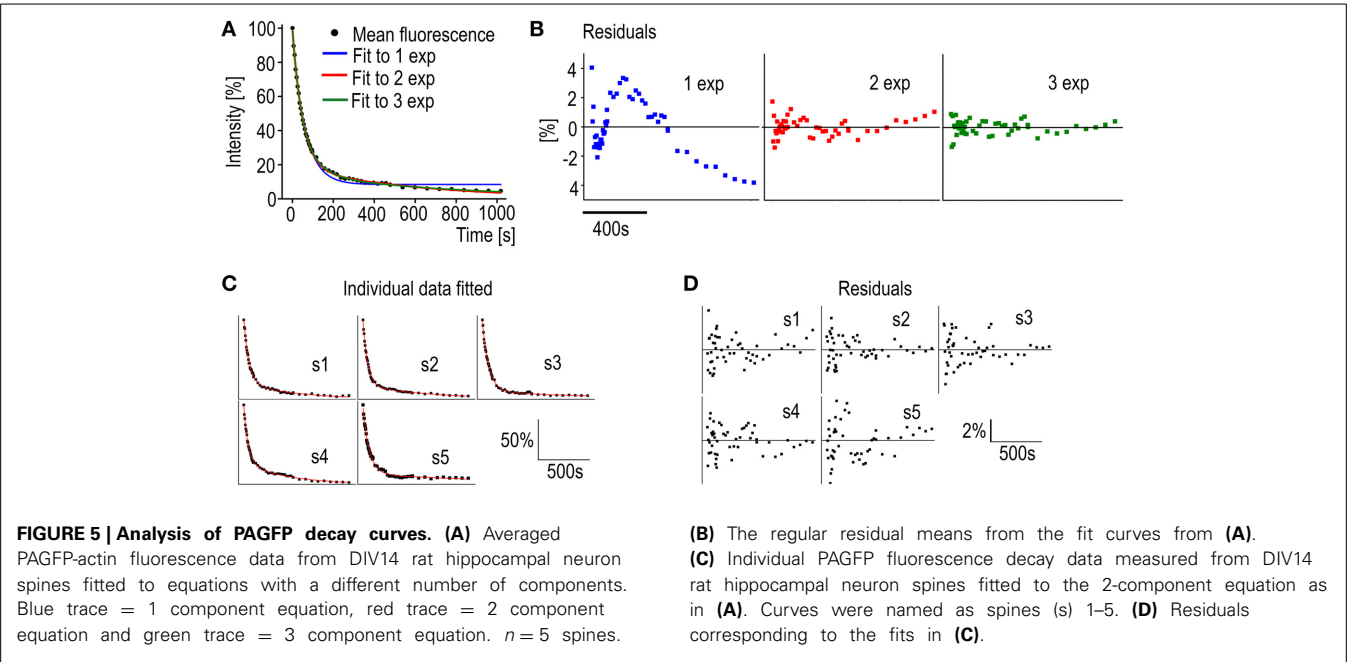 A
100
80
60
40
20
0
Intensity [%]
Mean fluorescence
Fit to 1 exp
Fit to 2 exp
Fit to 3 exp
0 200 400 600 800 1000
Time [s]
B
Residuals
4
2
0
-2
4
[%]
1 exp
2 exp
3 exp
400s
C
Individual data fitted
s1
s2
s3
s4
s5
50%
500s
D
Residuals
s1
s2
s3
s4
s5
2%
500s
FIGURE 5 | Analysis of PAGFP decay curves. (A) Averaged
PAGFP-actin fluorescence data from DIV14 rat hippocampal neuron
spines fitted to equations with a different number of components.
Blue trace = 1 component equation, red trace = 2 component
equation and green trace = 3 component equation. n = 5 spines.
(B) The regular residual means from the fit curves from (A).
(C) Individual PAGFP fluorescence decay data measured from DIV14
rat hippocampal neuron spines fitted to the 2-component equation as
in (A). Curves were named as spines (s) 1–5. (D) Residuals
corresponding to the fits in (C).